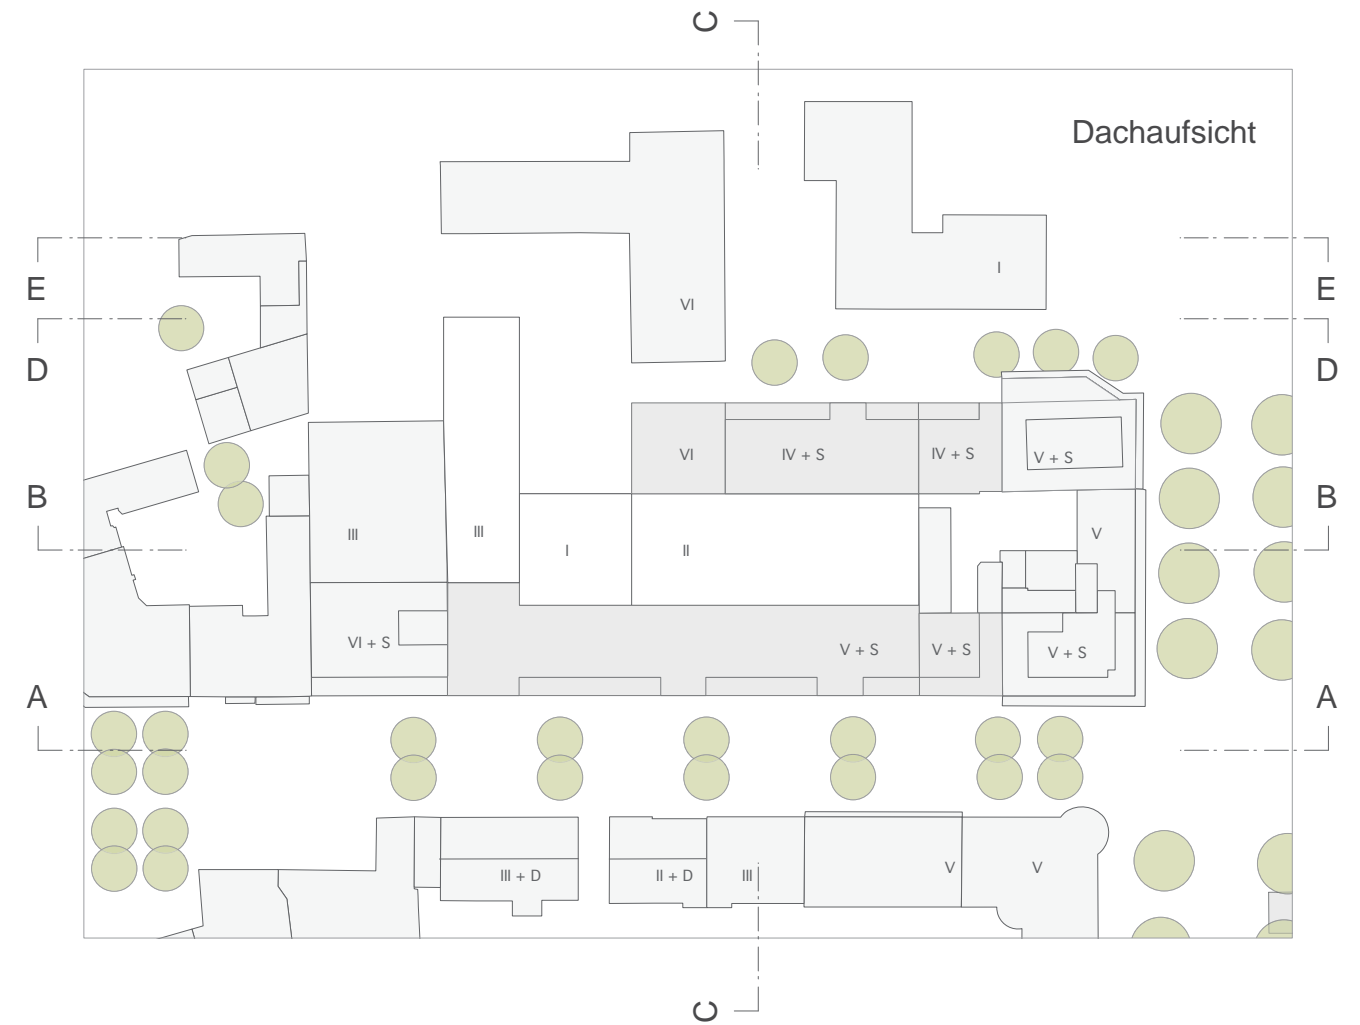 C
Dachaufsicht
E
E
I
VI
D
D
VI
IV + S
IV + S
V + S
B
B
III
III
I
II
V
VI + S
V + S
V + S
V + S
A
A
III + D
II + D
III
V
V
C